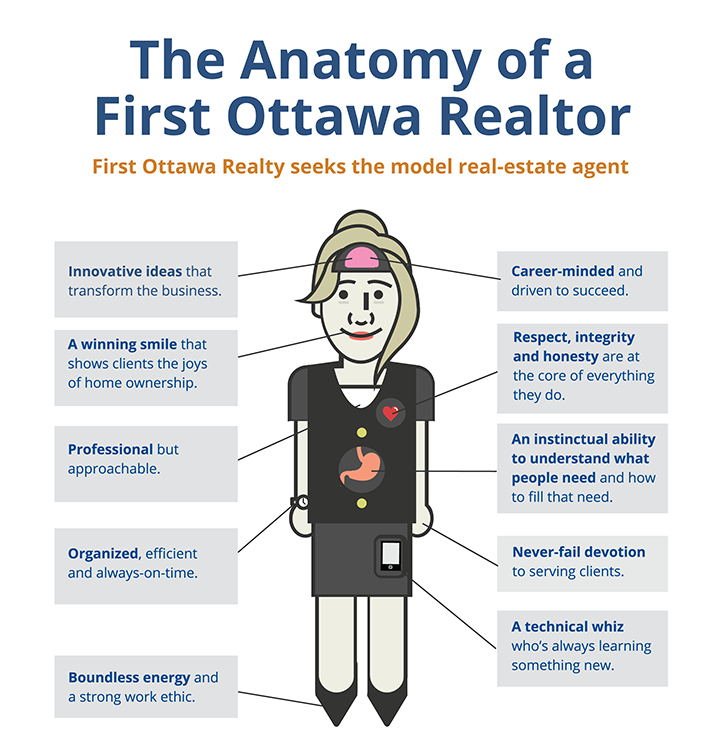 The Anatomy of a
First Ottawa Realtor
First Ottawa Realty seeks the model real-estate agent
Innovative ideas that
transform the business.
A winning smile that
shows clients the joys
of home ownership.
Professional but
approachable.
Organized, efficient
and always-on-time.
Boundless energy and
a strong work ethic.
Career-minded and
driven to succeed.
Respect, integrity
and honesty are at
the core of everything
they do.
An instinctual ability
to understand what
people need and how
to fill that need.
Never-fail devotion
to serving clients.
A technical whiz
who's always learning
something new.